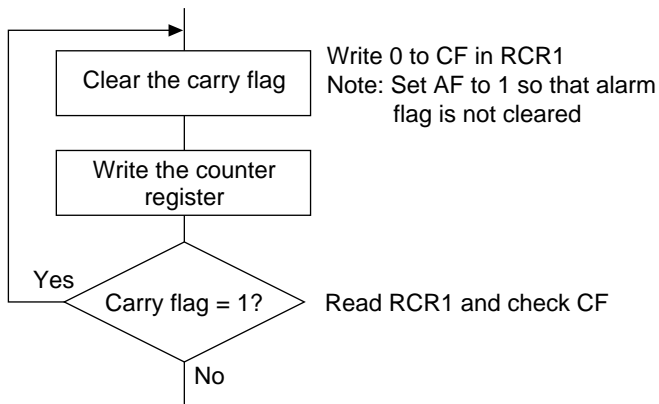 Clear the carry flag
Write 0 to CF in RCR1
Note: Set AF to 1 so that alarm
flag is not cleared
Write the counter
register
Yes
Carry flag = 1?
Read RCR1 and check CF
No